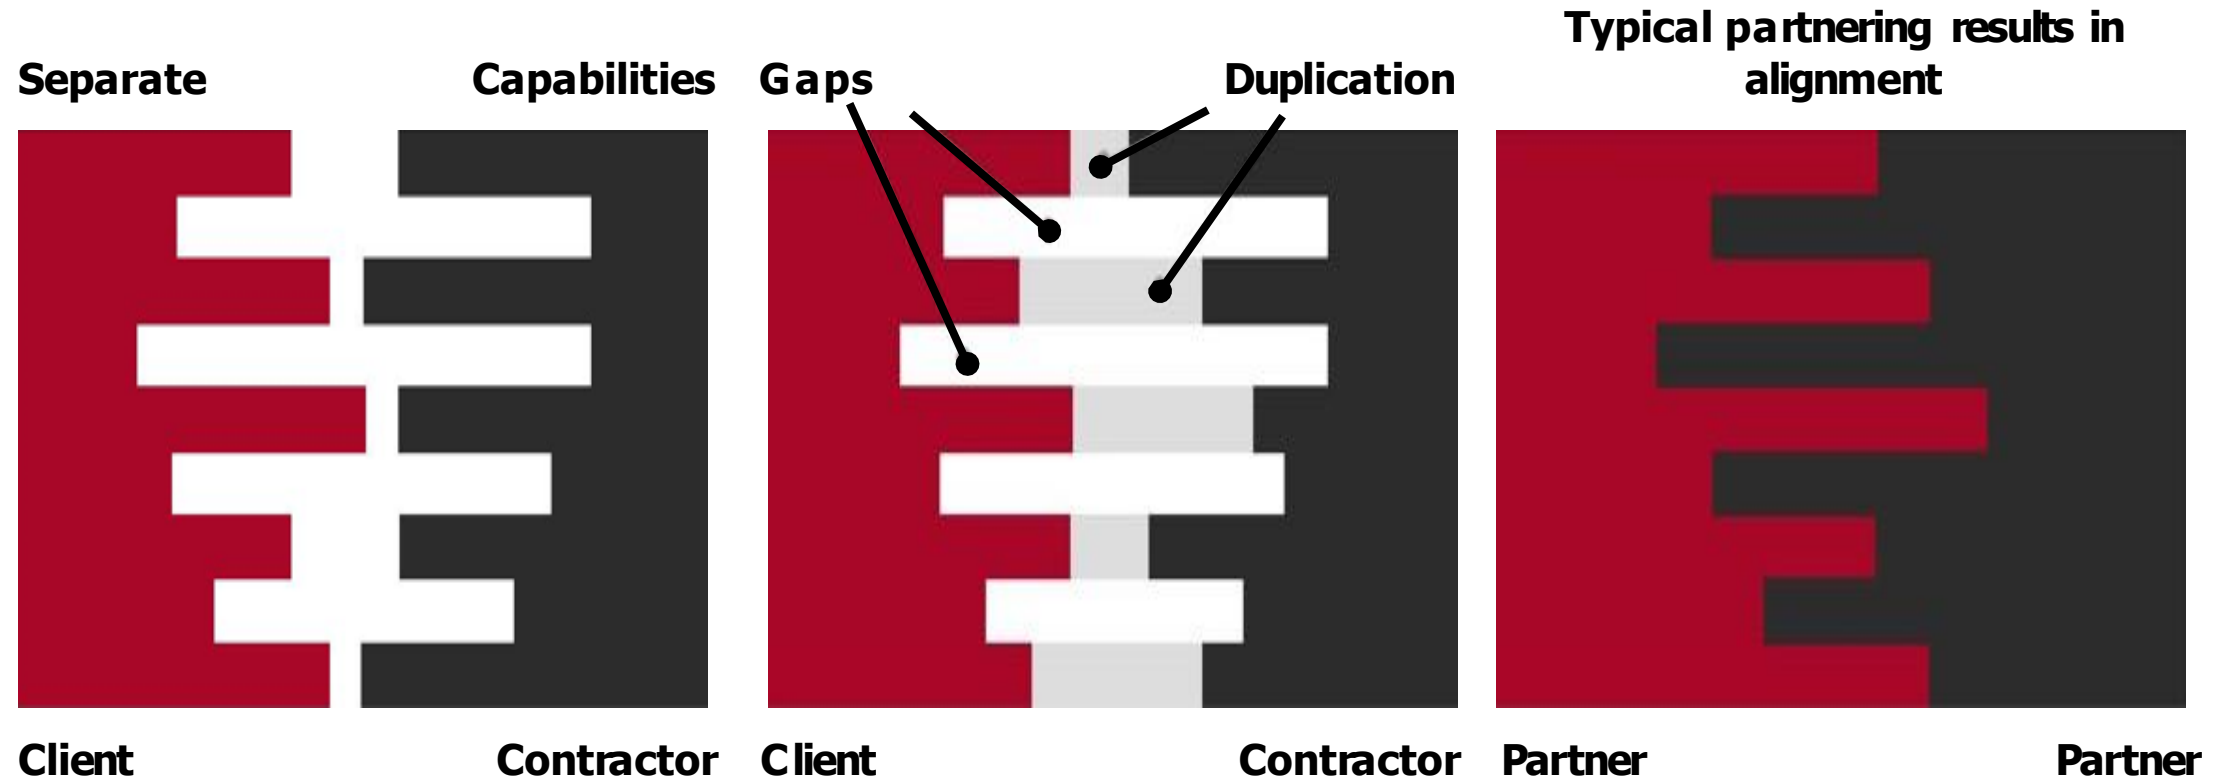 Typical partnering results in
alignment
Separate Capabilities
Gaps Duplication
Client Contractor
Client Contractor
Partner Partner